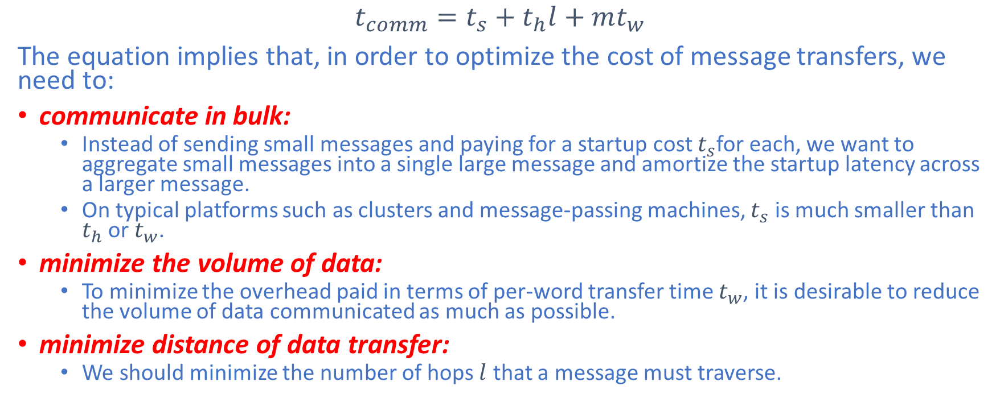 t_comm = t_s + t_h l + mt_w
The equation implies that, in order to optimize the cost of message transfers, we
need to:
• communicate in bulk:
• Instead of sending small messages and paying for a startup cost t_s for each, we want to
aggregate small messages into a single large message and amortize the startup latency across
a larger message.
• On typical platforms such as clusters and message-passing machines, t_s is much smaller than
t_h or t_w.
• minimize the volume of data:
• To minimize the overhead paid in terms of per-word transfer time t_w, it is desirable to reduce
the volume of data communicated as much as possible.
• minimize distance of data transfer:
• We should minimize the number of hops l that a message must traverse.